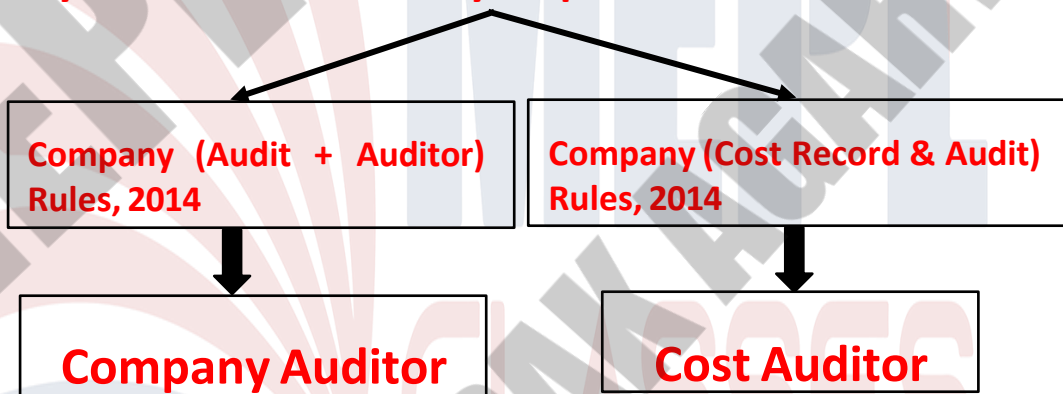 Company (Audit + Auditor)
Rules, 2014
Company (Cost Record & Audit)
Rules, 2014
Company Auditor
Cost Auditor